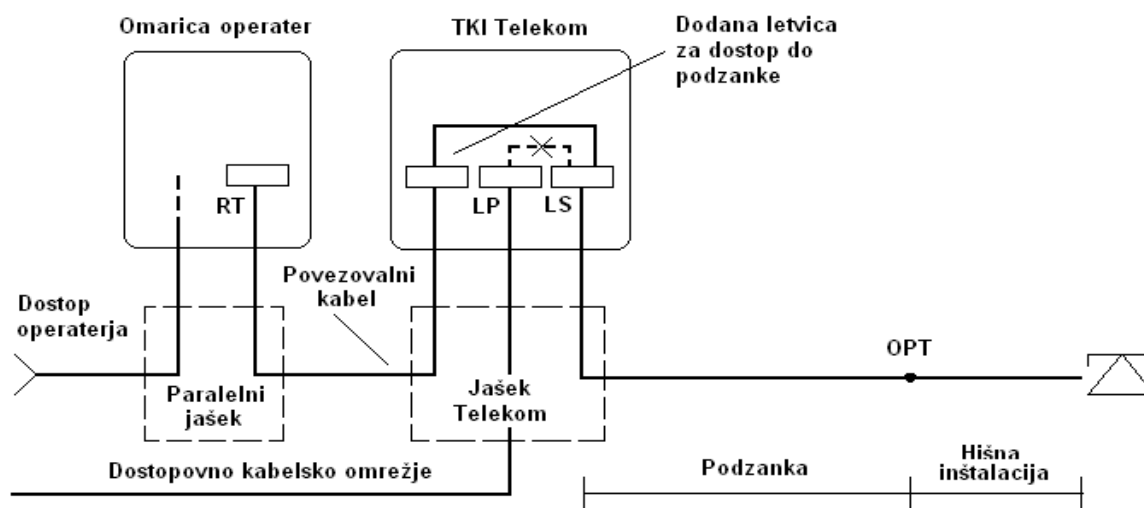 Omarica operater
TKI Telekom
Dodana letvica
za dostop do
podzanke
RT
LP
LS
Povezovalni
kabel
Dostop
operaterja
OPT
Paralelni
jašek
Jašek
Telekom
Dostopovno kabelsko omrežje
Podzanka
Hišna
inštalacija